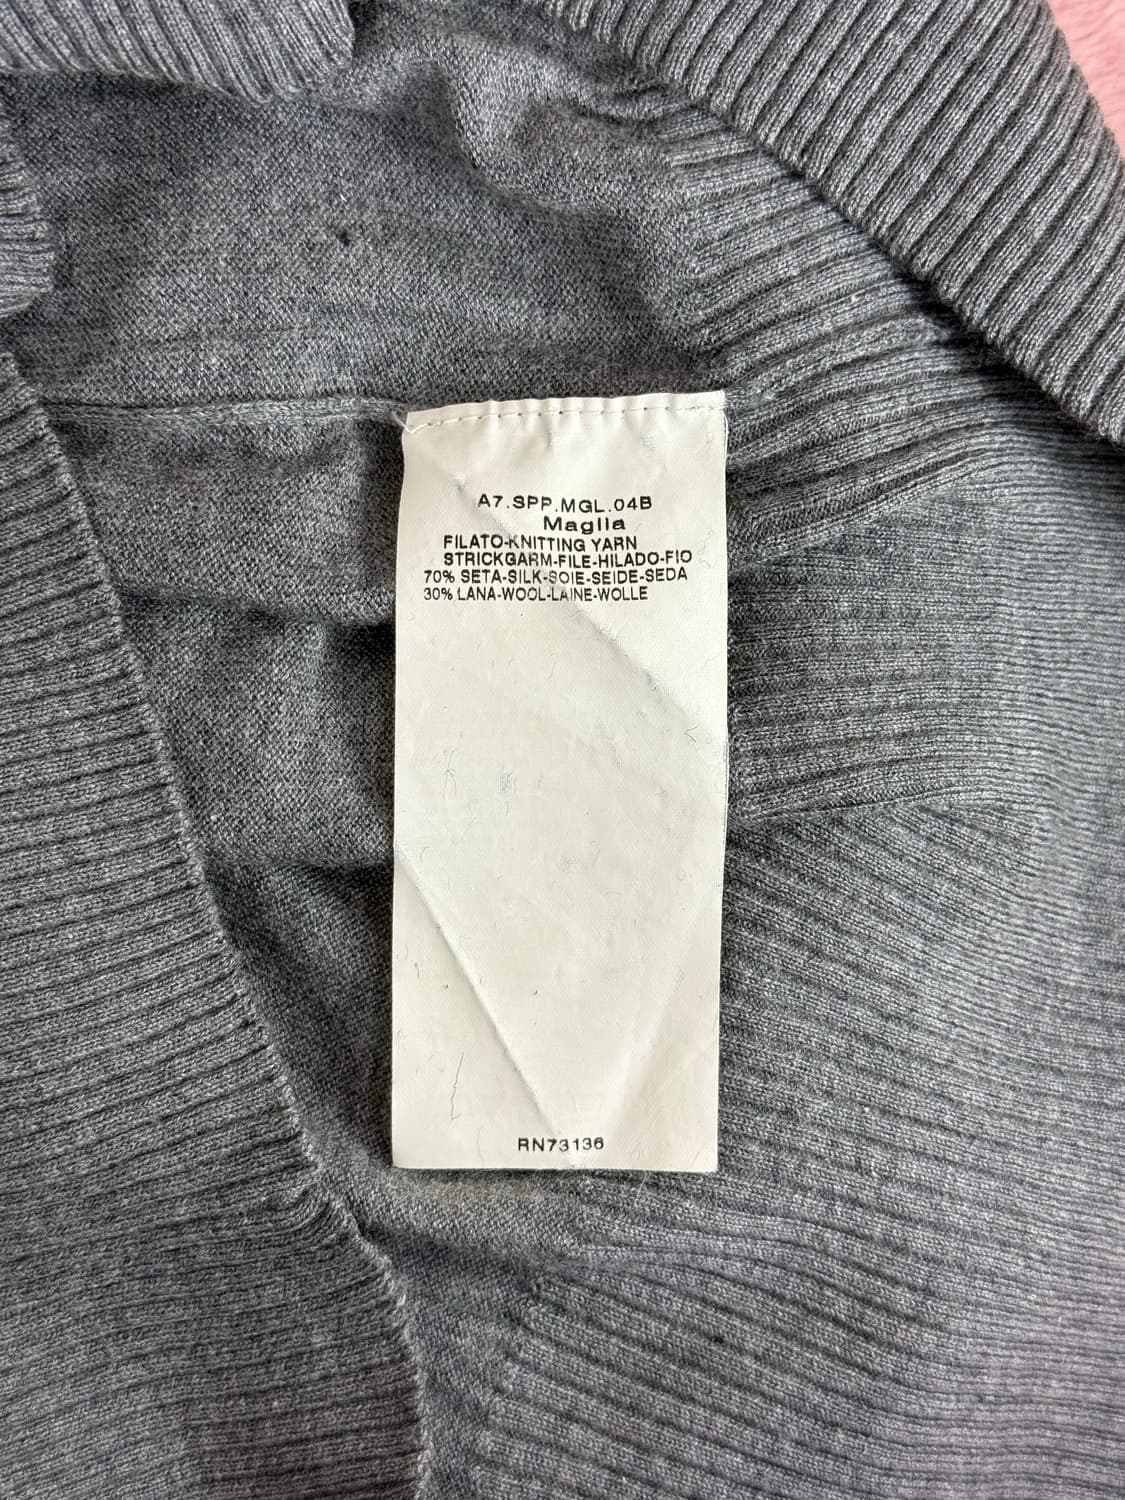 A7.SPP.MGL.04B
Maglia
FILATO-KNITTING YARN
STRICKGARM-FILE-HILADO-FIO
70% SETA-SILK-SOIE-SEIDE-SEDA
30% LANA-WOOL-LAINE-WOLLE
RN73136